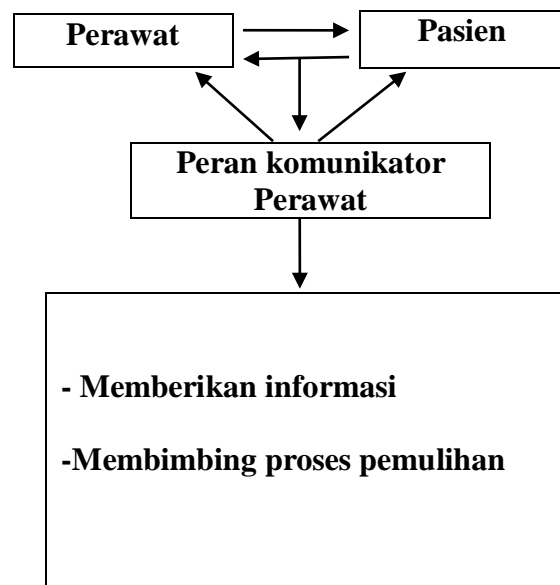 Perawat
Pasien
Peran komunikator
Perawat
- Memberikan informasi
-Membimbing proses pemulihan